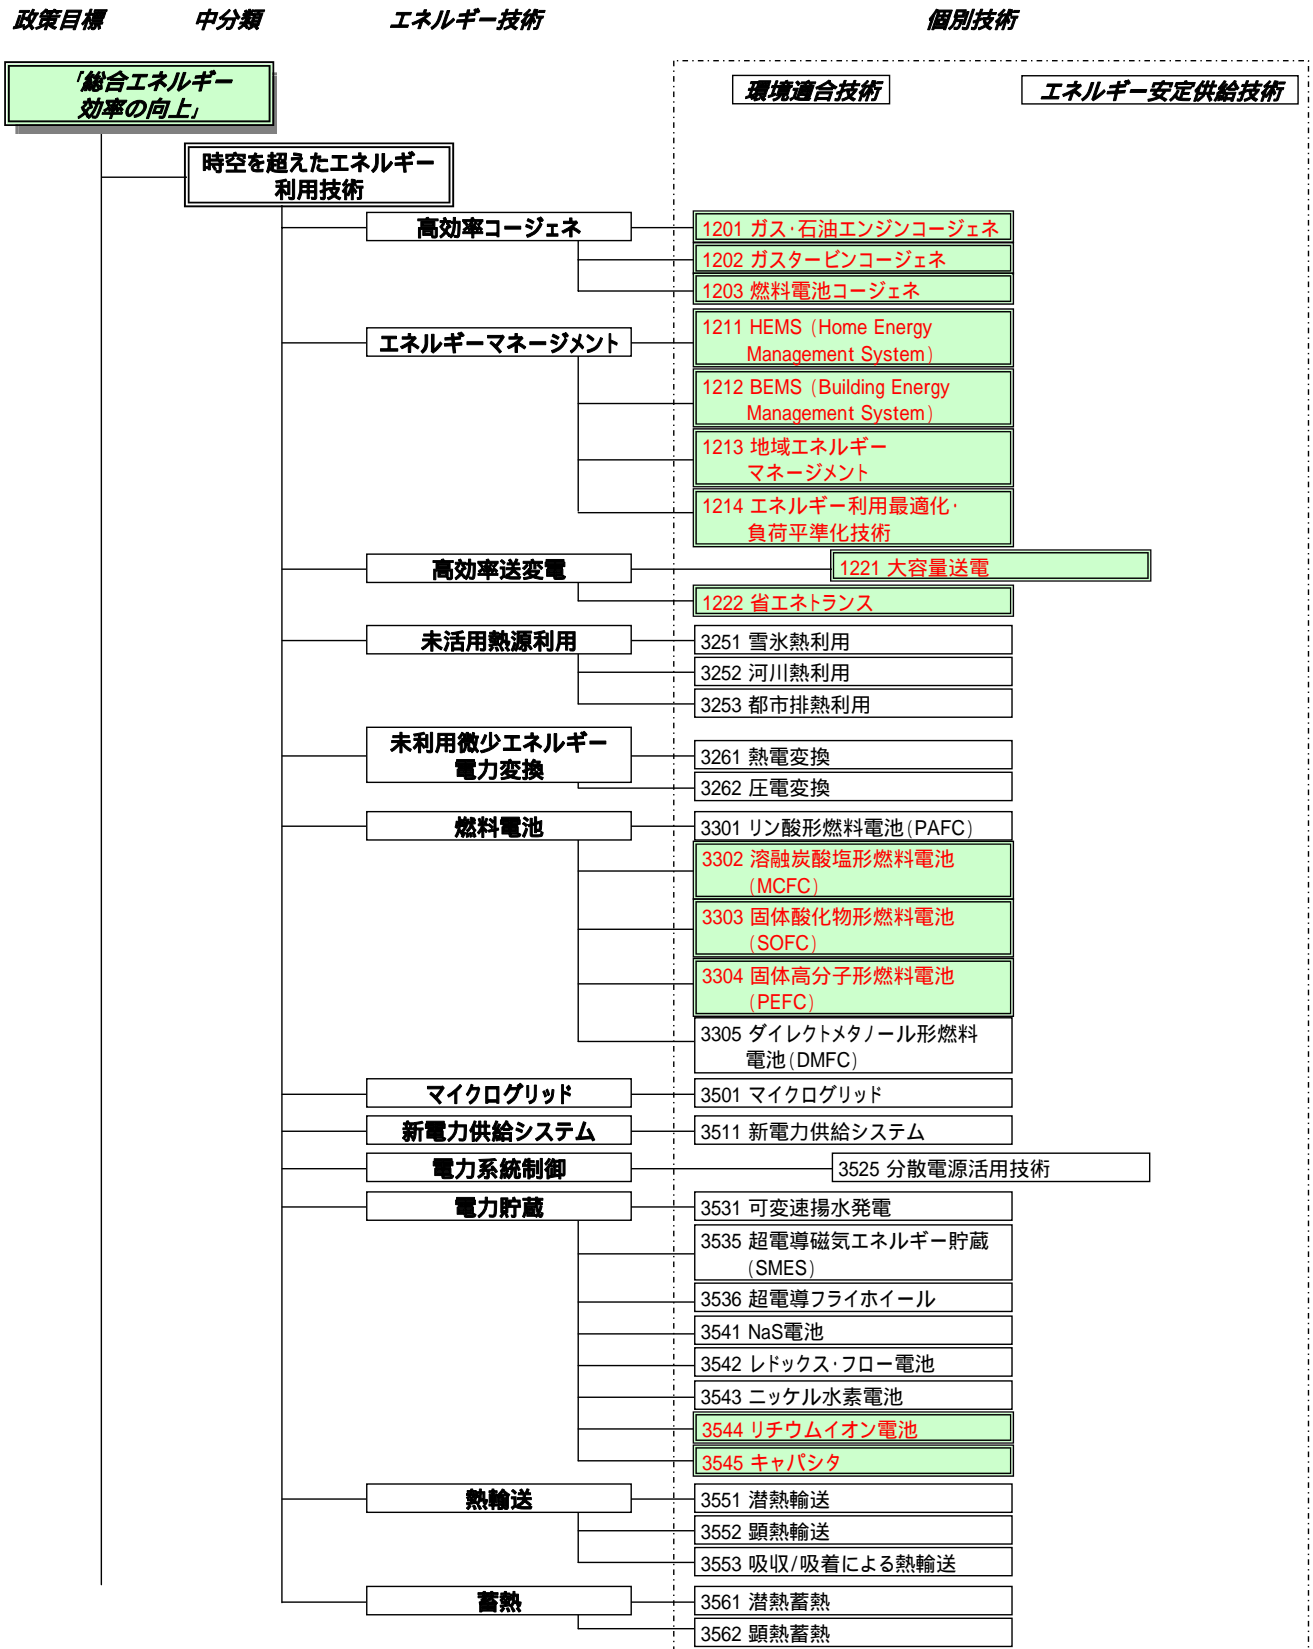 政策目標 中分類 エネルギー技術 個別技術
「総合エネルギー
効率の向上」
環境適合技術 エネルギー安定供給技術
時空を超えたエネルギー
利用技術
高効率コージェネ
1201 ガス・石油エンジンコージェネ
1202 ガスタービンコージェネ
1203 燃料電池コージェネ
エネルギーマネージメント
1211 HEMS (Home Energy
Management System)
1212 BEMS (Building Energy
Management System)
1213 地域エネルギー
マネージメント
1214 エネルギー利用最適化・
負荷平準化技術
高効率送変電
1221 大容量送電
1222 省エネトランス
未活用熱源利用
3251 雪氷熱利用
3252 河川熱利用
3253 都市排熱利用
未利用微少エネルギー
電力変換
3261 熱電変換
3262 圧電変換
燃料電池
3301 リン酸形燃料電池(PAFC)
3302 溶融炭酸塩形燃料電池
(MCFC)
3303 固体酸化物形燃料電池
(SOFC)
3304 固体高分子形燃料電池
(PEFC)
3305 ダイレクトメタノール形燃料
電池(DMFC)
マイクログリッド
3501 マイクログリッド
新電力供給システム
3511 新電力供給システム
電力系統制御
3525 分散電源活用技術
電力貯蔵
3531 可変速揚水発電
3535 超電導磁気エネルギー貯蔵
(SMES)
3536 超電導フライホイール
3541 NaS電池
3542 レドックス・フロー電池
3543 ニッケル水素電池
3544 リチウムイオン電池
3545 キャパシタ
熱輸送
3551 潜熱輸送
3552 顕熱輸送
3553 吸収/吸着による熱輸送
蓄熱
3561 潜熱蓄熱
3562 顕熱蓄熱